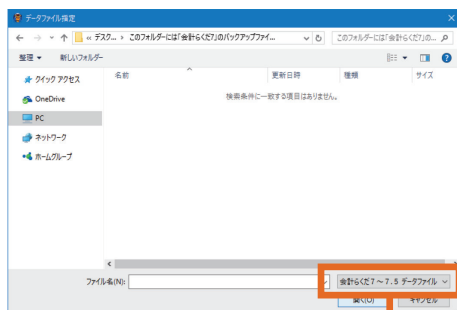 データファイル指定
« デスク... › このフォルダーには「会計らくだ7」のバックアップファイ...
このフォルダーには「会計らくだ7」の...
整理 新しいフォルダー
名前 更新日時 種類 サイズ
クイック アクセス
検索条件に一致する項目はありません。
OneDrive
PC
ネットワーク
ホームグループ
ファイル名(N):
会計らくだ7～7.5 データファイル
開く(O) キャンセル